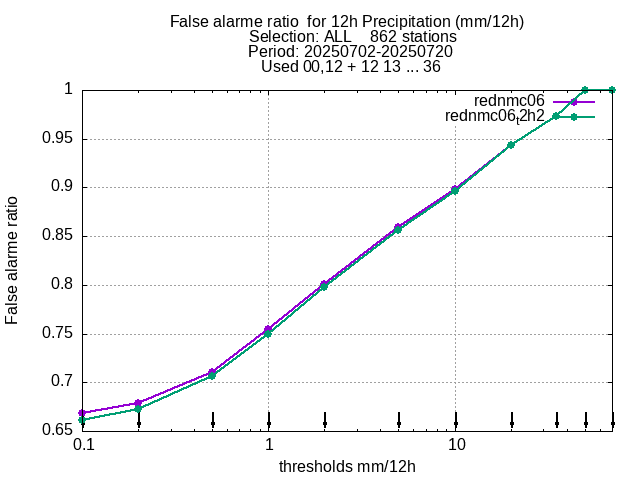 False alarme ratio  for 12h Precipitation (mm/12h)
Selection: ALL    862 stations
Period: 20250702-20250720
Used 00,12 + 12 13 ... 36
rednmc06
rednmc06,2h2
False alarme ratio
1
0.95
0.9
0.85
0.8
0.75
0.7
0.65
0.1
1
10
thresholds mm/12h